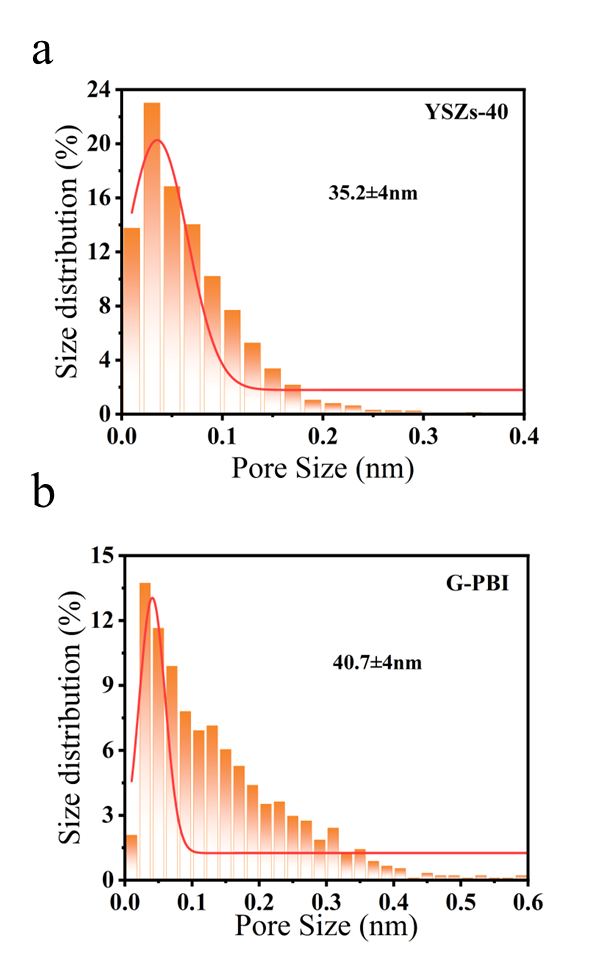 a
24
20
16
12
8
4
0
Size distribution (%)
YSZs-40
35.2±4nm
0.0 0.1 0.2 0.3 0.4
Pore Size (nm)
b
15
12
9
6
3
0
Size distribution (%)
G-PBI
40.7±4nm
0.0 0.1 0.2 0.3 0.4 0.5 0.6
Pore Size (nm)